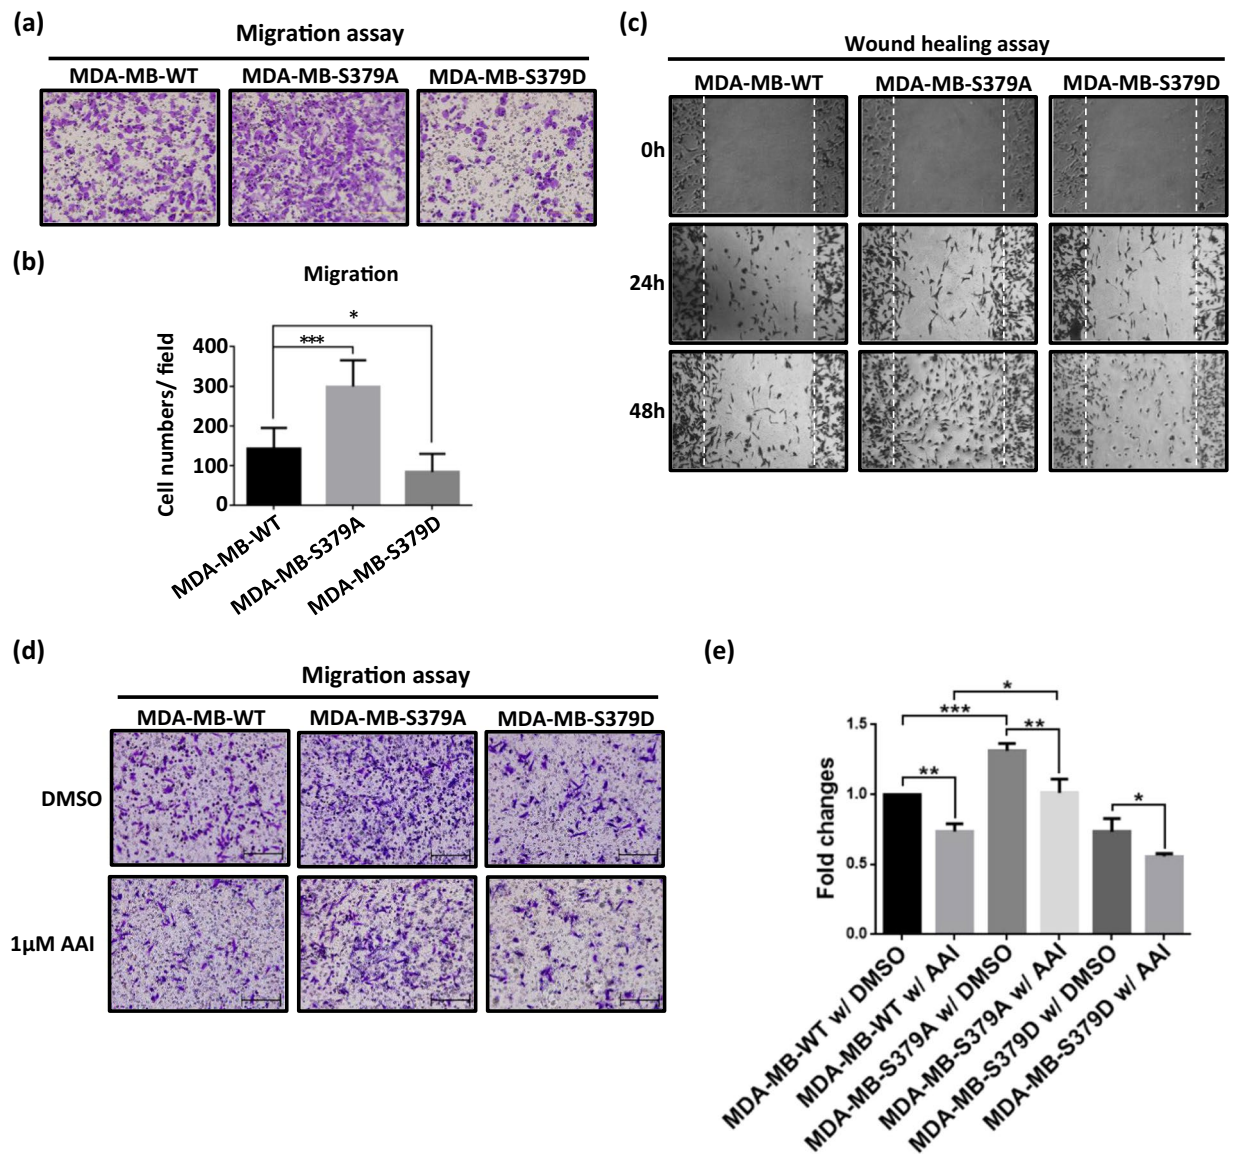 (a)
Migration assay
MDA-MB-WT MDA-MB-S379A MDA-MB-S379D
(b)
Migration
Cell numbers/ field
400
300
200
100
0
***
*
MDA-MB-WT
MDA-MB-S379A
MDA-MB-S379D
(c)
Wound healing assay
MDA-MB-WT MDA-MB-S379A MDA-MB-S379D
0h
24h
48h
(d)
Migration assay
MDA-MB-WT MDA-MB-S379A MDA-MB-S379D
DMSO
1µM AAI
(e)
Fold changes
1.5
1.0
0.5
0.0
*
***
**
**
*
MDA-MB-WT w/ DMSO
MDA-MB-WT w/ AAI
MDA-MB-S379A w/ DMSO
MDA-MB-S379A w/ AAI
MDA-MB-S379D w/ DMSO
MDA-MB-S379D w/ AAI